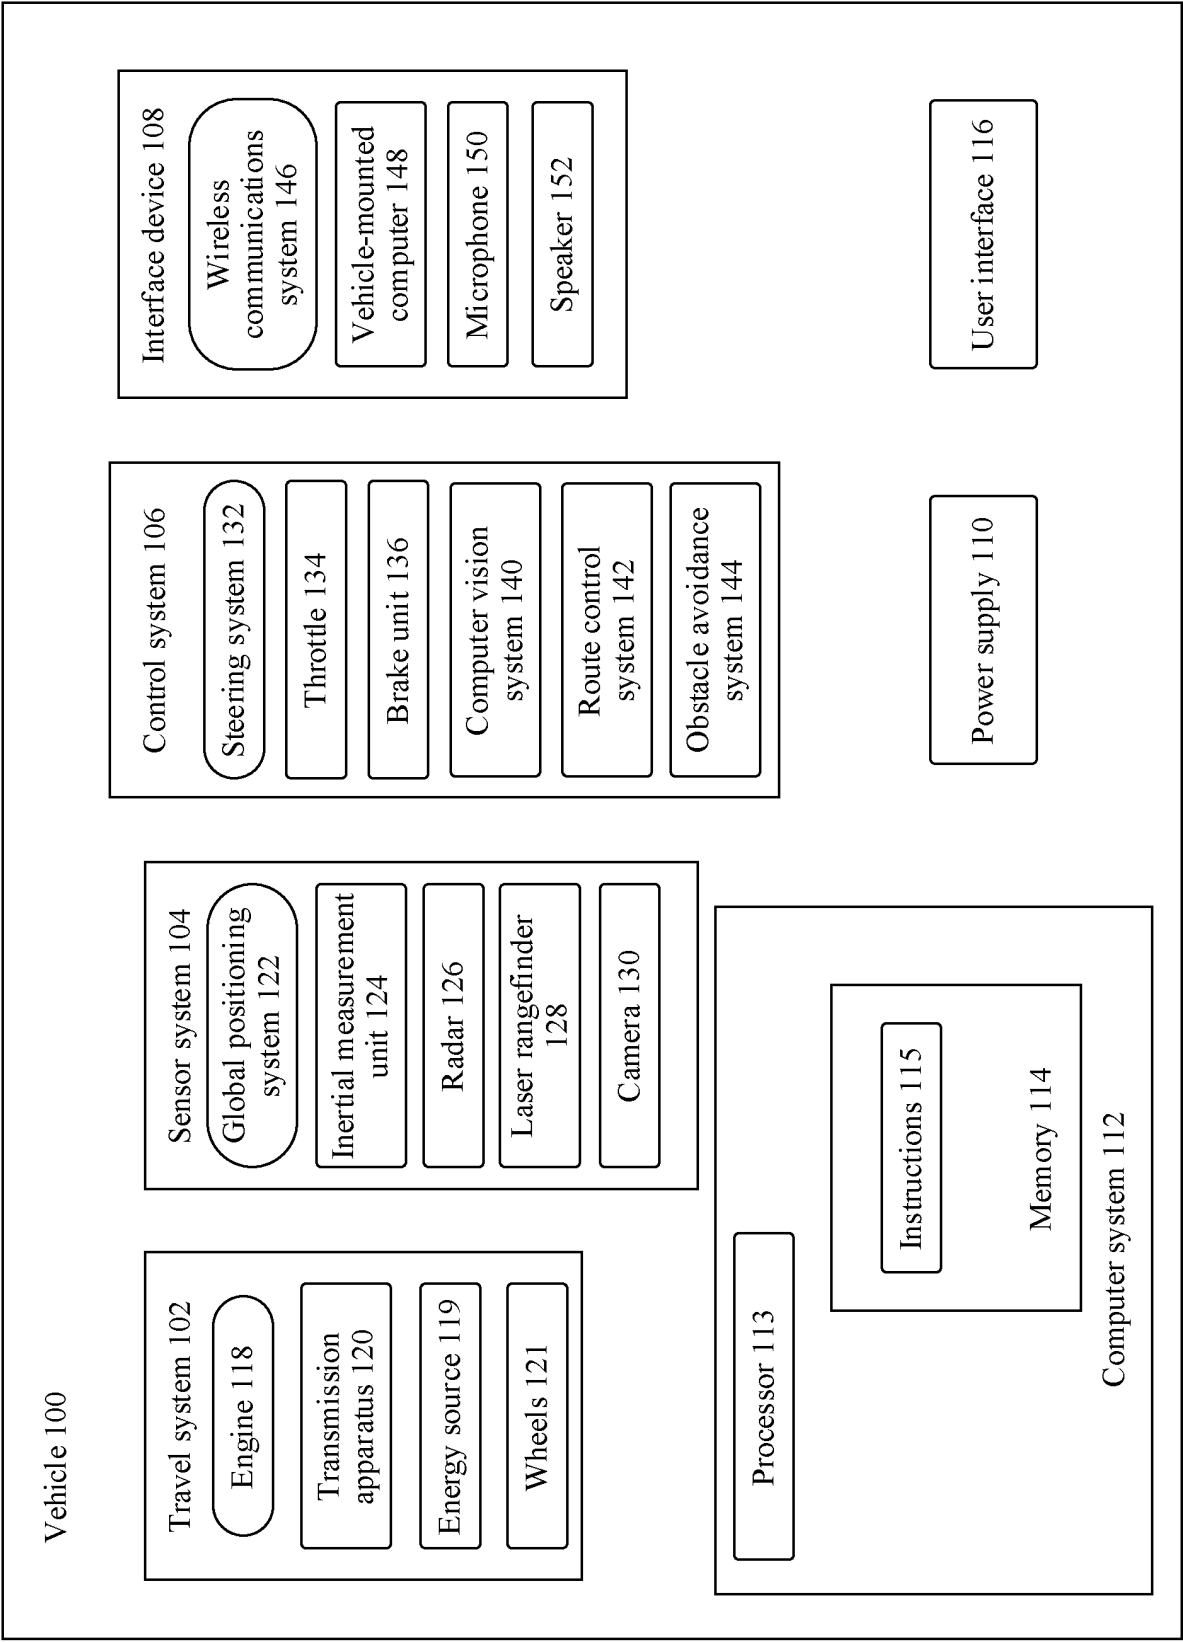 Vehicle 100
Travel system 102
Engine 118
Transmission
apparatus 120
Energy source 119
Wheels 121
Sensor system 104
Global positioning
system 122
Inertial measurement
unit 124
Radar 126
Laser rangefinder
128
Camera 130
Control system 106
Steering system 132
Throttle 134
Brake unit 136
Computer vision
system 140
Route control
system 142
Obstacle avoidance
system 144
Interface device 108
Wireless
communications
system 146
Vehicle-mounted
computer 148
Microphone 150
Speaker 152
Processor 113
Instructions 115
Memory 114
Computer system 112
Power supply 110
User interface 116